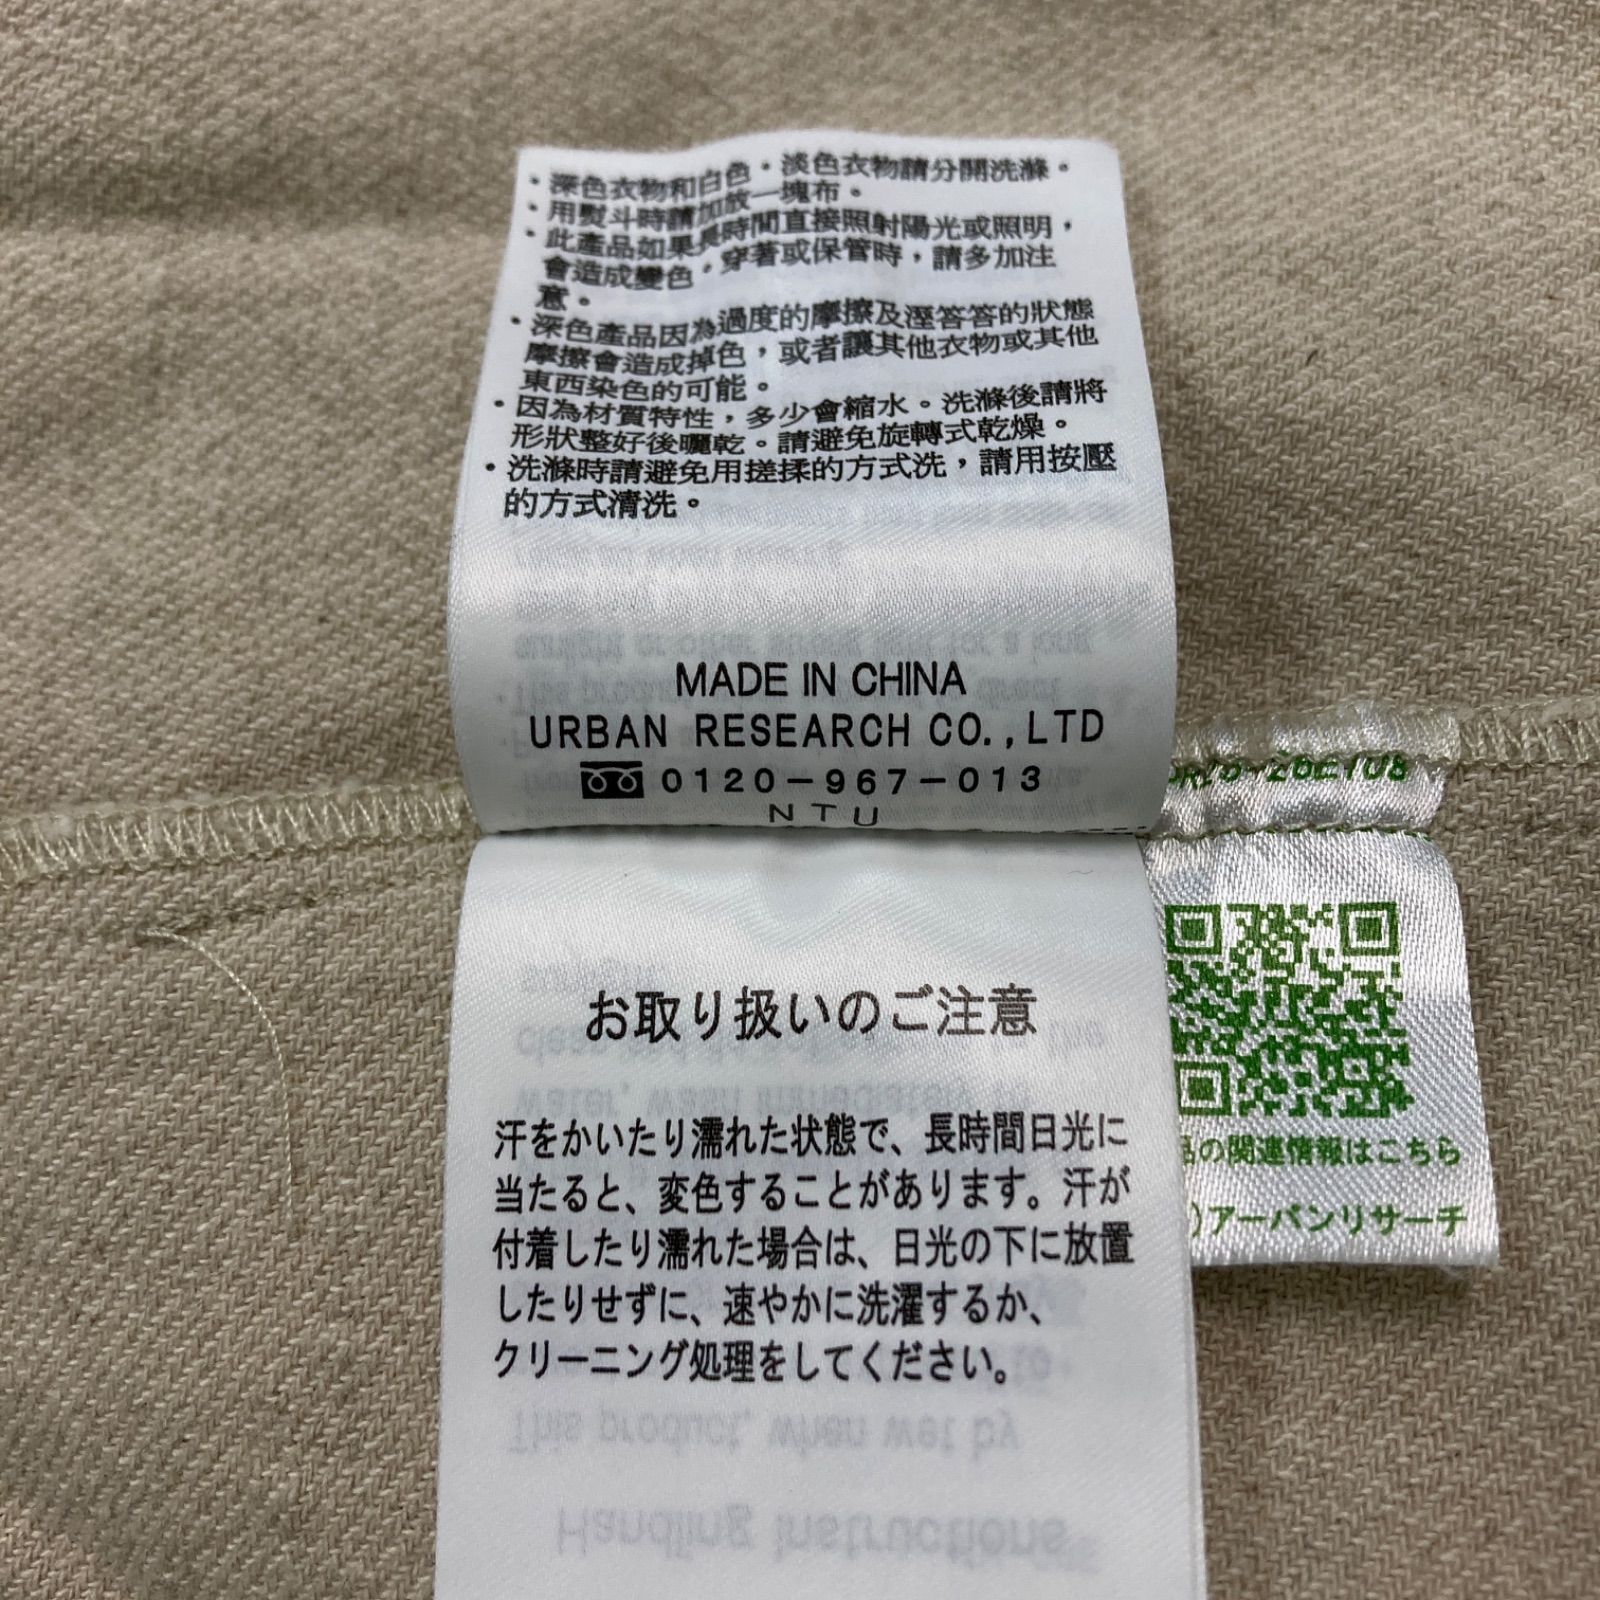 ・深色衣物和白色・淡色衣物請分開洗滌。
・用熨斗時請加放一塊布。
・此產品如果長時間直接照射陽光或照明，
會造成變色，穿著或保管時，請多加注
意。
・深色產品因為過度的摩擦及溼答答的狀態
摩擦會造成掉色，或者讓其他衣物或其他
東西染色的可能。
・因為材質特性，多少會縮水。洗滌後請將
形狀整好後曬乾。請避免旋轉式乾燥。
・洗滌時請避免用搓揉的方式洗，請用按壓
的方式清洗。
MADE IN CHINA
URBAN RESEARCH CO.,LTD
0120-967-013
NTU
お取り扱いのご注意
汗をかいたり濡れた状態で、長時間日光に
当たると、変色することがあります。汗が
付着したり濡れた場合は、日光の下に放置
したりせずに、速やかに洗濯するか、
クリーニング処理をしてください。
品の関連情報はこちら
)アーバンリサーチ